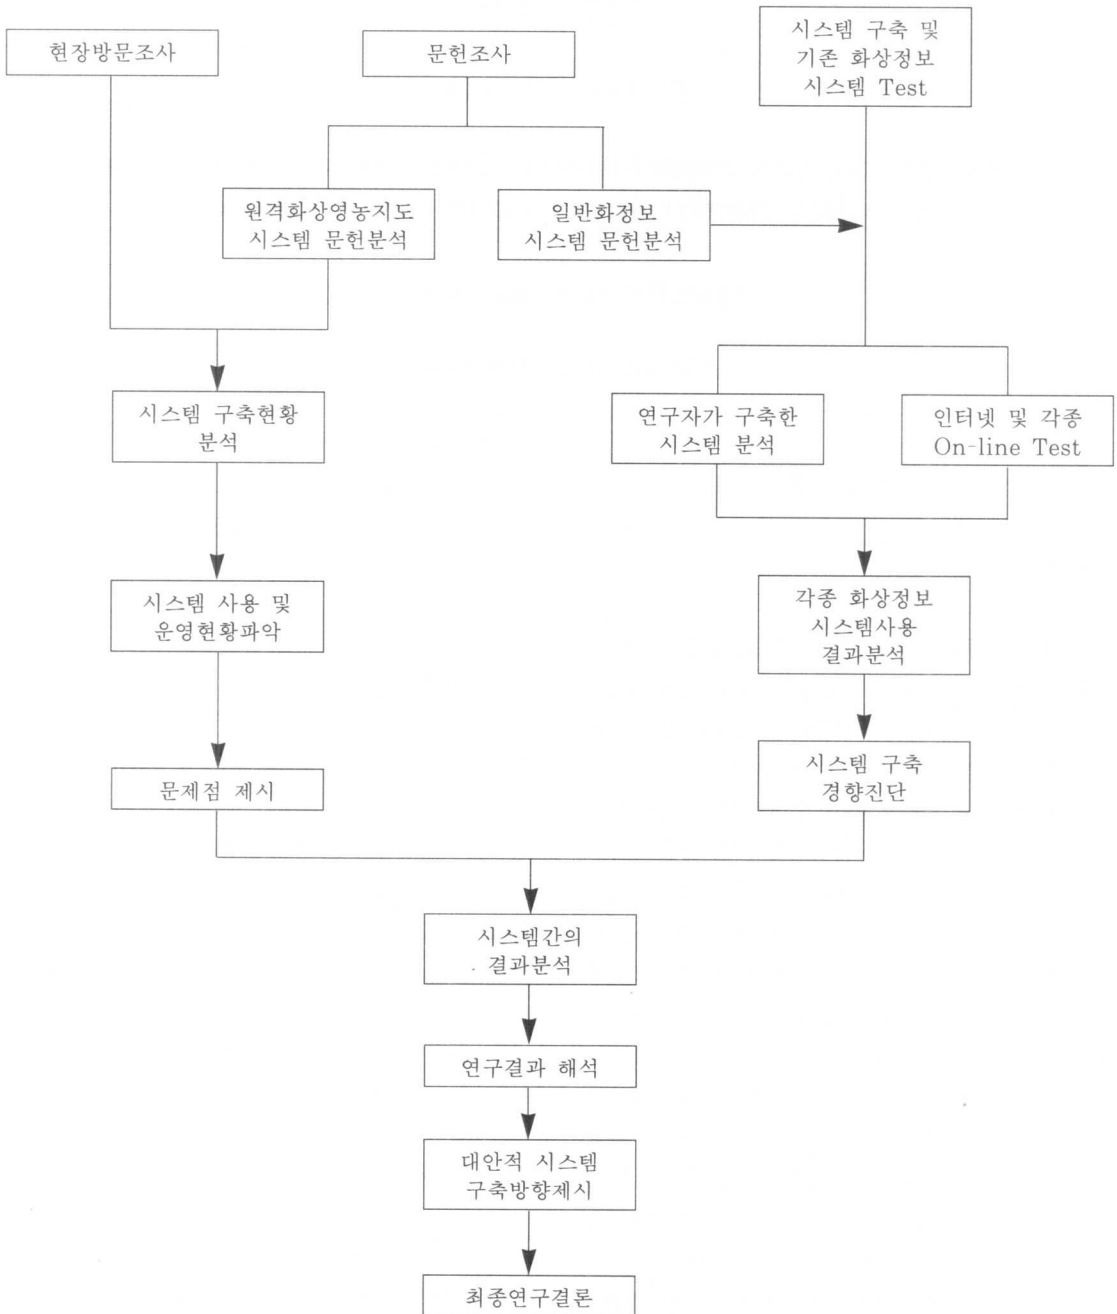 현장방문조사
문헌조사
시스템 구축 및
기존 화상정보
시스템 Test
원격화상영농지도
시스템 문헌분석
일반화정보
시스템 문헌분석
시스템 구축현황
분석
연구자가 구축한
시스템 분석
인터넷 및 각종
On-line Test
시스템 사용 및
운영현황파악
각종 화상정보
시스템사용
결과분석
문제점 제시
시스템 구축
경향진단
시스템간의
결과분석
연구결과 해석
대안적 시스템
구축방향제시
최종연구결론